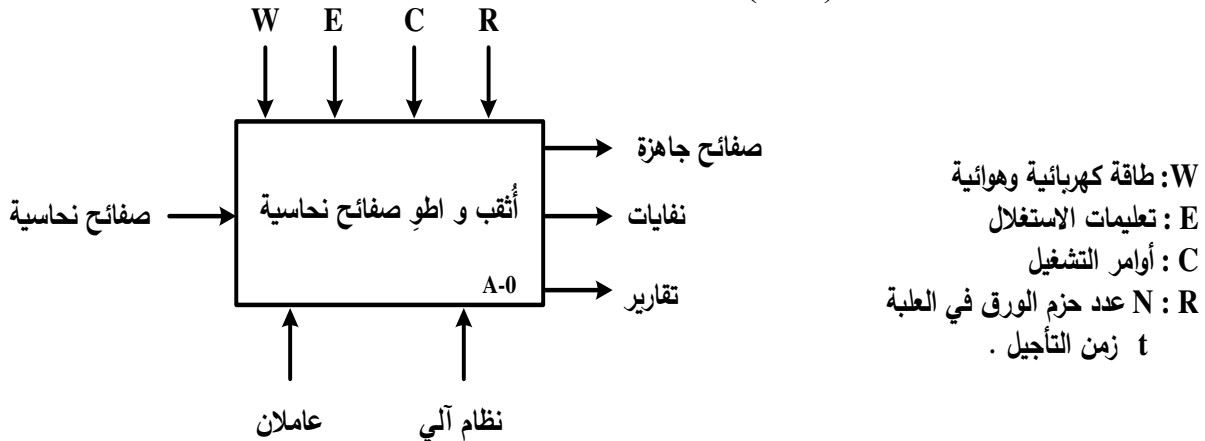 W E C R
صفائح جاهزة
أُثقب و اطوِ صفائح نحاسية
صفائح نحاسية
نفايات
A-0
تقارير
عاملان
نظام آلي
W: طاقة كهربائية وهوائية
E : تعليمات الاستغلال
C : أوامر التشغيل
R : N عدد حزم الورق في العلبة
t زمن التأجيل .